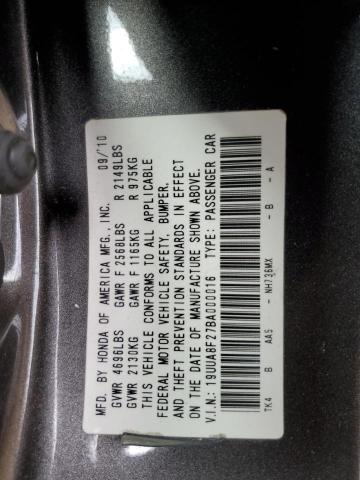 MFD. BY HONDA OF AMERICA MFG., INC. 09/'10
GVWR 4696LBS GAWR F 2568LBS R 2149LBS
GVWR 2130KG GAWR F 1165KG R 975KG
THIS VEHICLE CONFORMS TO ALL APPLICABLE
FEDERAL MOTOR VEHICLE SAFETY, BUMPER,
AND THEFT PREVENTION STANDARDS IN EFFECT
ON THE DATE OF MANUFACTURE SHOWN ABOVE.
V.I.N.: 19UUA8F27BA000016 TYPE: PASSENGER CAR
TK4 B AA5 - NH736MX - B - A